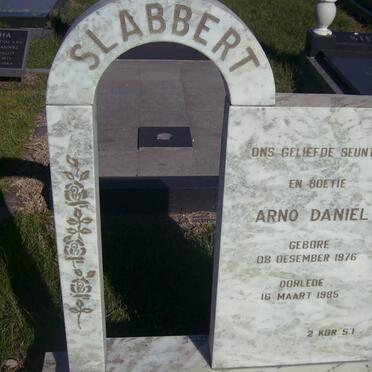 SLABBERT
ONS GELIEFDE SEUNT
EN BOETIE
ARNO DANIEL
GEBORE
08 DESEMBER 1976
OORLEDE
16 MAART 1985
2 KOR 5.1